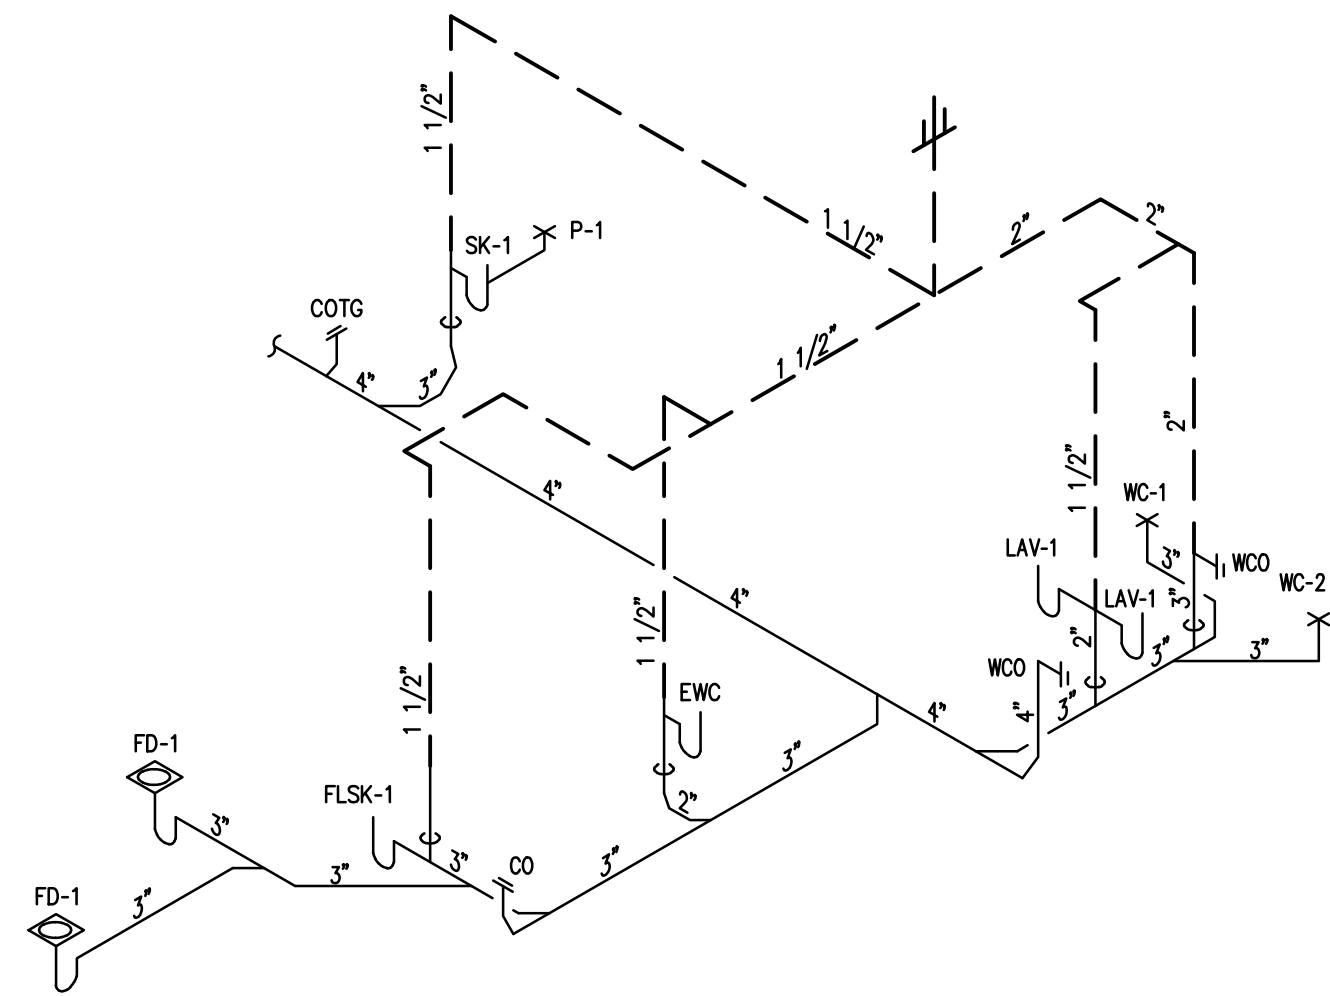 1 1/2"
1 1/2"
2"
2"
P-1
SK-1
COTG
1 1/2"
4"
3"
2"
1 1/2"
4"
WC-1
LAV-1
3"
WCO
WC-2
4"
LAV-1
3"
1 1/2"
2"
3"
3"
WCO
EWC
4"
4"
3"
1 1/2"
FD-1
3"
FLSK-1
2"
3"
3"
3"
CO
3"
FD-1
3"